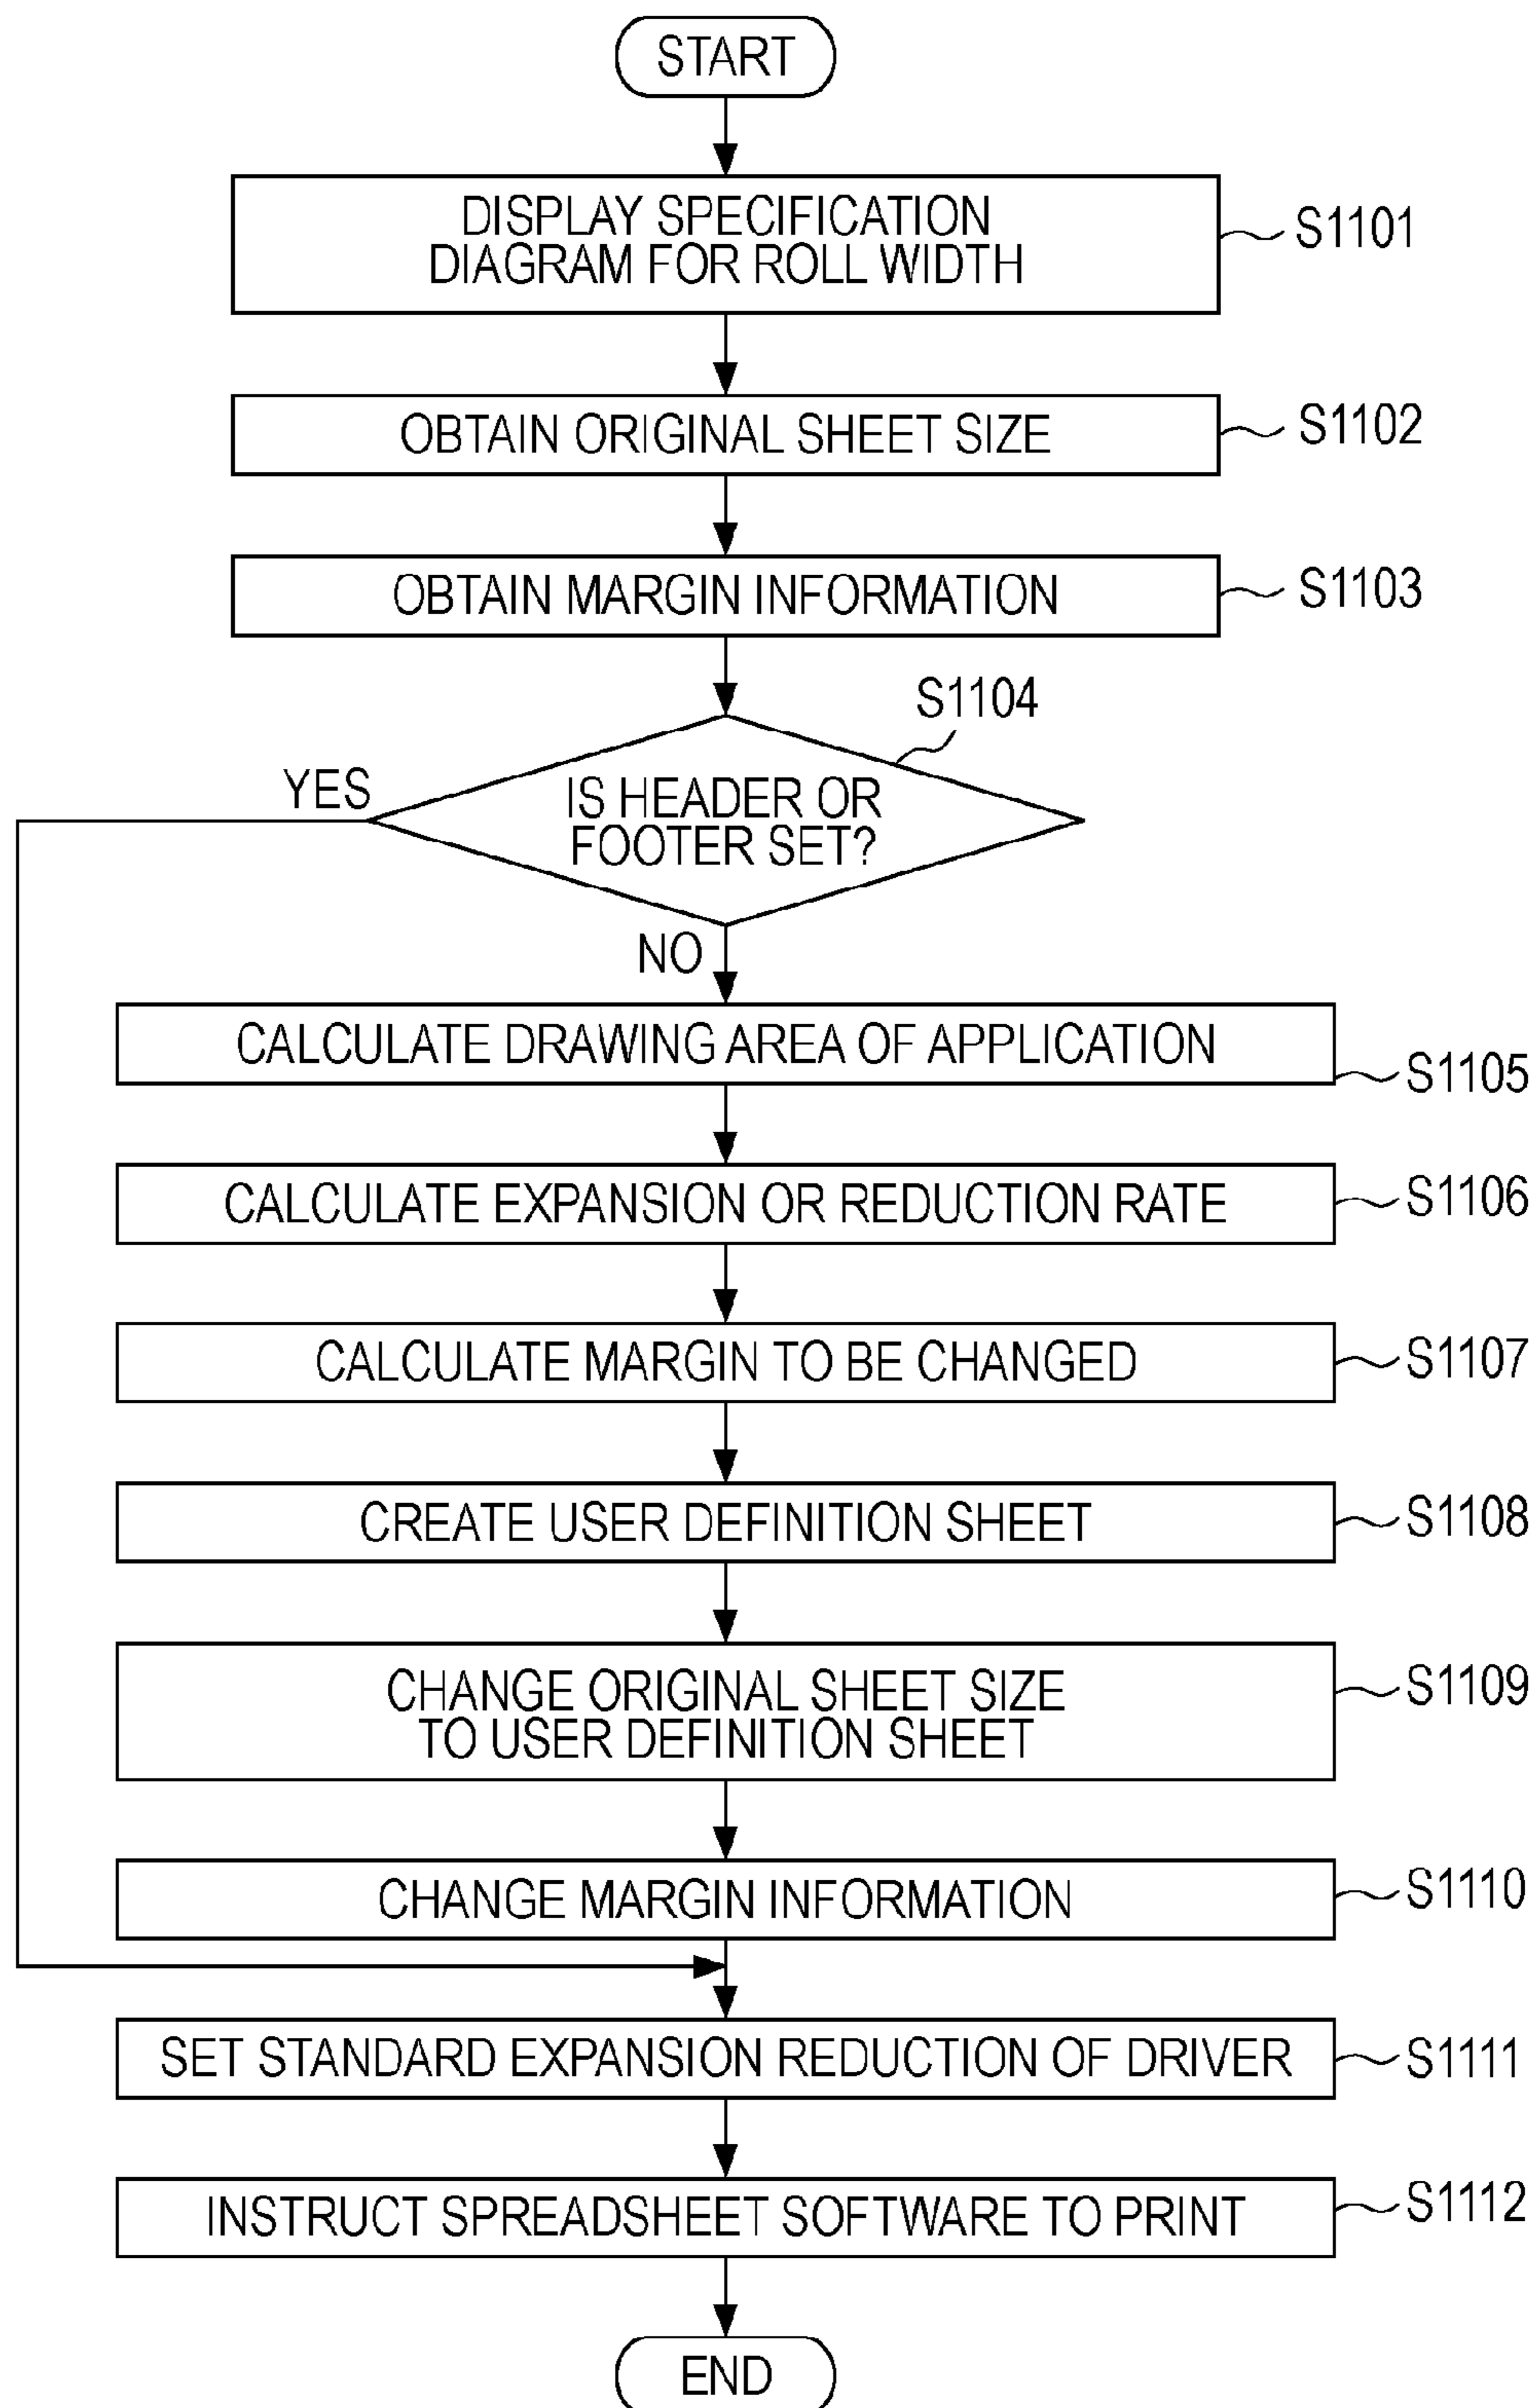 START
DISPLAY SPECIFICATION
DIAGRAM FOR ROLL WIDTH
S1101
OBTAIN ORIGINAL SHEET SIZE
S1102
OBTAIN MARGIN INFORMATION
S1103
S1104
IS HEADER OR
FOOTER SET?
YES
NO
CALCULATE DRAWING AREA OF APPLICATION
S1105
CALCULATE EXPANSION OR REDUCTION RATE
S1106
CALCULATE MARGIN TO BE CHANGED
S1107
CREATE USER DEFINITION SHEET
S1108
CHANGE ORIGINAL SHEET SIZE
TO USER DEFINITION SHEET
S1109
CHANGE MARGIN INFORMATION
S1110
SET STANDARD EXPANSION REDUCTION OF DRIVER
S1111
INSTRUCT SPREADSHEET SOFTWARE TO PRINT
S1112
END